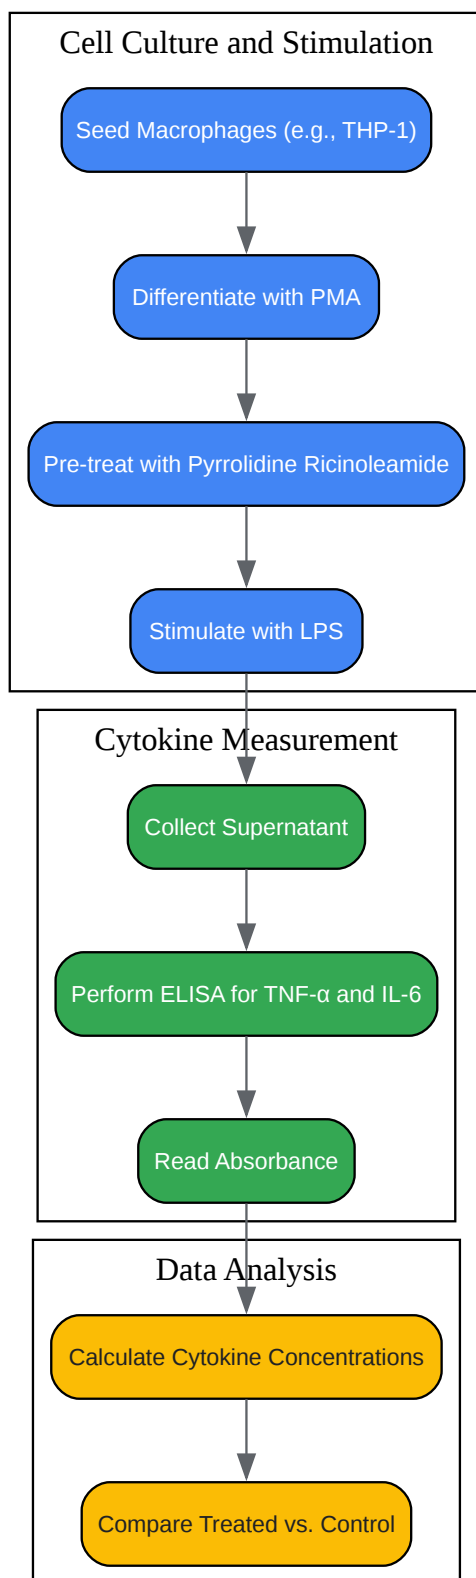 Cell Culture and Stimulation
Seed Macrophages (e.g., THP-1)
Differentiate with PMA
Pre-treat with Pyrrolidine Ricinoleamide
Stimulate with LPS
Cytokine Measurement
Collect Supernatant
Perform ELISA for TNF-α and IL-6
Read Absorbance
Data Analysis
Calculate Cytokine Concentrations
Compare Treated vs. Control